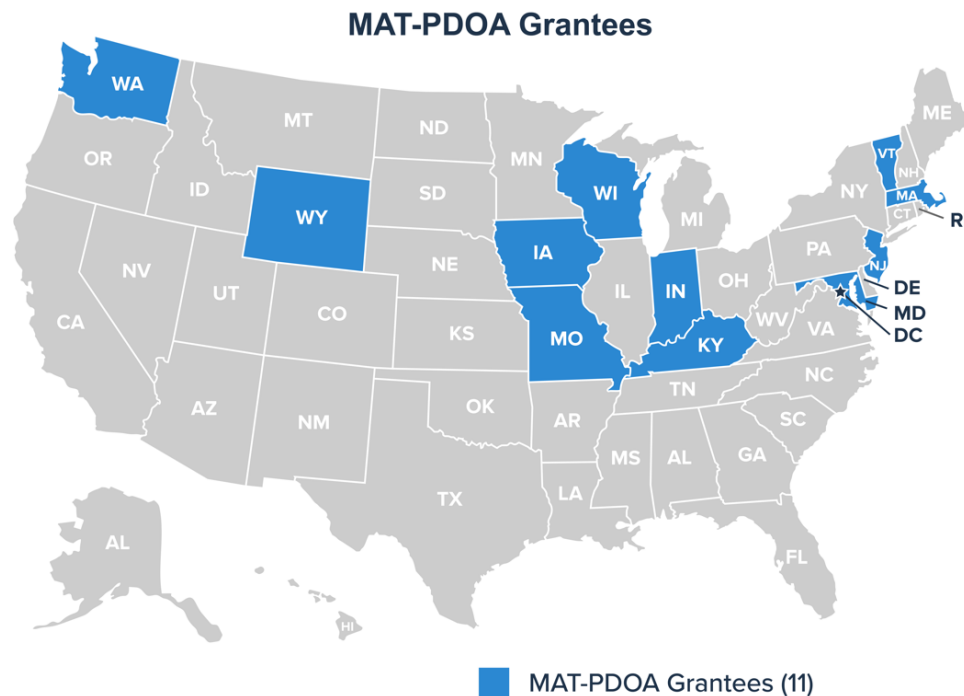 MAT-PDOA Grantees
WA
MT
ND
MN
ME
VT
NH
OR
ID
SD
WI
NY
MA
CT
R
WY
MI
IA
NE
PA
NJ
NV
UT
IL
IN
OH
DE
MD
DC
CA
CO
KS
MO
KY
WV
VA
NC
TN
AZ
NM
OK
AR
SC
MS
AL
GA
TX
LA
FL
AL
HI
MAT-PDOA Grantees (11)